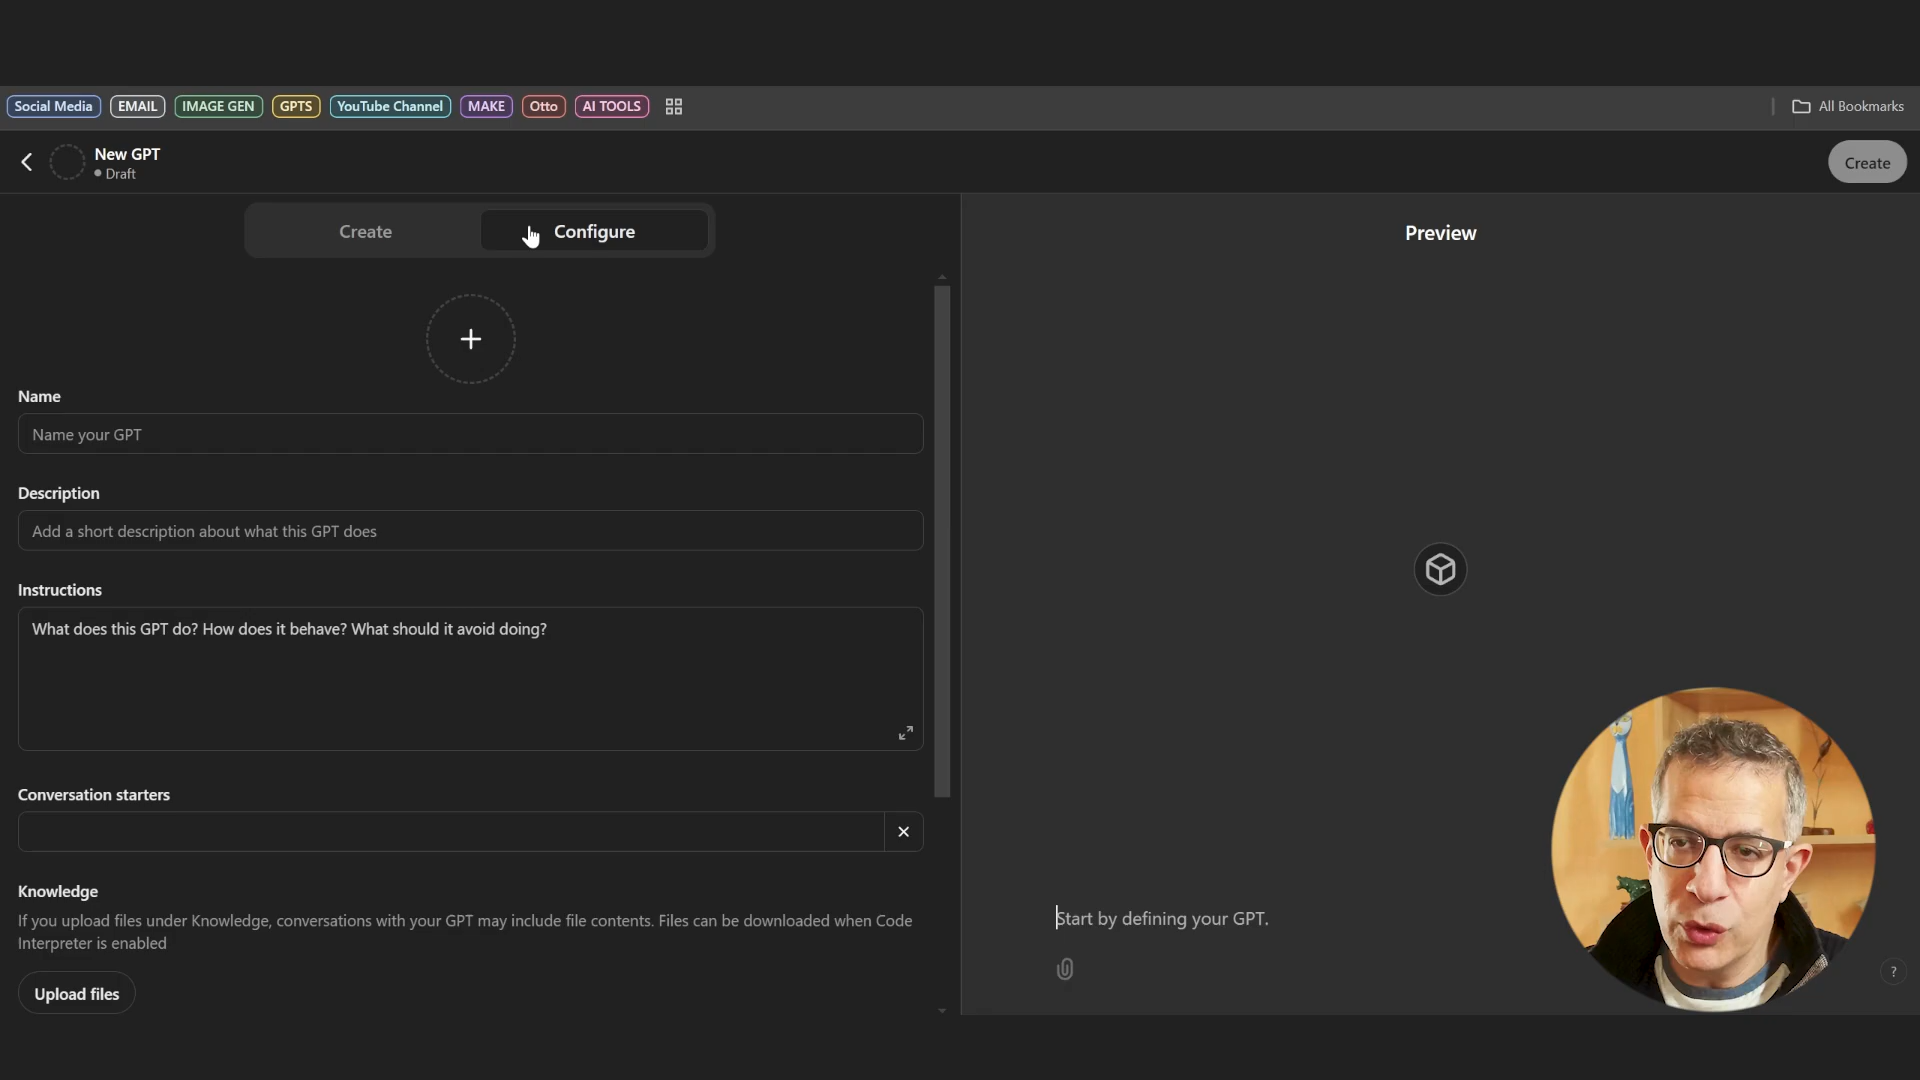 Social Media EMAIL IMAGE GEN GPTS YouTube Channel MAKE Otto AI TOOLS All Bookmarks
New GPT
Draft
Create
Create Configure
Preview
Name
Name your GPT
Description
Add a short description about what this GPT does
Instructions
What does this GPT do? How does it behave? What should it avoid doing?
Conversation starters
Knowledge
If you upload files under Knowledge, conversations with your GPT may include file contents. Files can be downloaded when Code
Interpreter is enabled
Upload files
Start by defining your GPT.
?